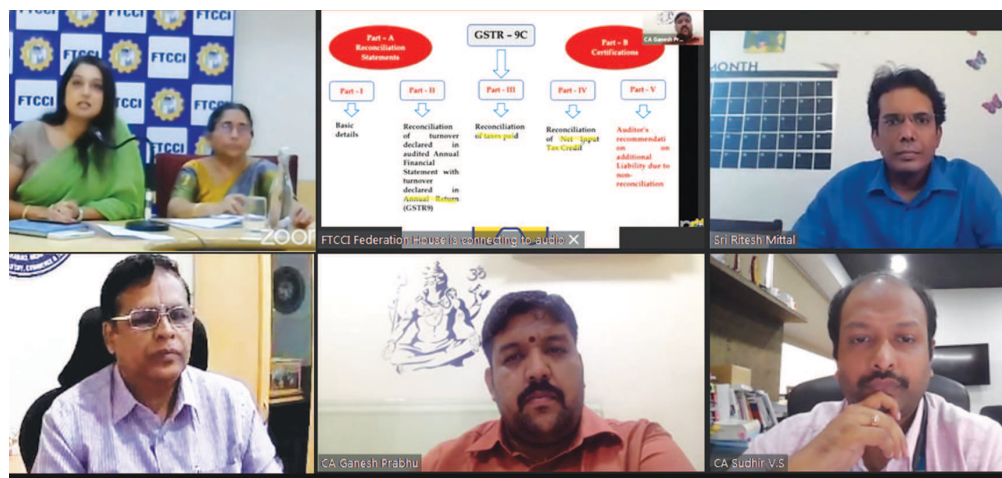 FTCCI
FTCCI
FTCCI
zoom
Part – A
Reconciliation
Statements
GSTR – 9C
Part – B
Certifications
CA Ganesh Pr...
Part - I
Part - II
Part - III
Part - IV
Part - V
Basic
details
Reconciliation
of turnover
declared in
audited Annual
Financial
Statement with
turnover
declared in
Annual Return
(GSTR9)
Reconciliation
of taxes paid
Reconciliation
of Net Input
Tax Credit
Auditor's
recommendati
on on
additional
Liability due to
non-
reconciliation
FTCCI Federation House is connecting to audio
MONTH
Sri Ritesh Mittal
CA Ganesh Prabhu
CA Sudhir V.S